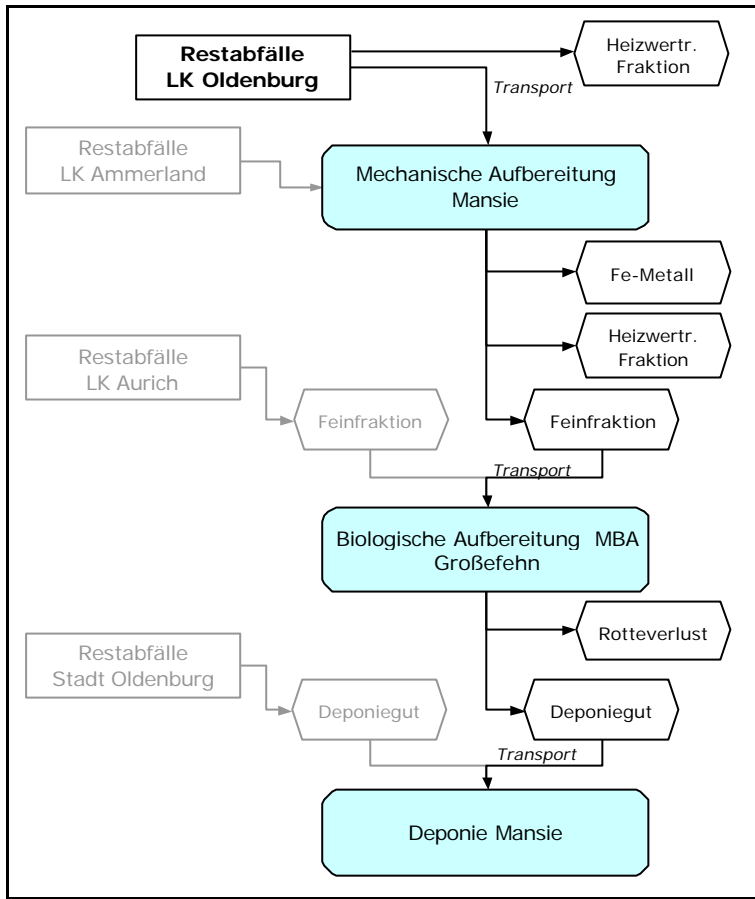 Restabfälle
LK Oldenburg
Heizwertr.
Fraktion
Transport
Restabfälle
LK Ammerland
Mechanische Aufbereitung
Mansie
Fe-Metall
Heizwertr.
Fraktion
Restabfälle
LK Aurich
Feinfraktion
Feinfraktion
Transport
Biologische Aufbereitung MBA
Großefehn
Rotteverlust
Restabfälle
Stadt Oldenburg
Deponiegut
Deponiegut
Transport
Deponie Mansie